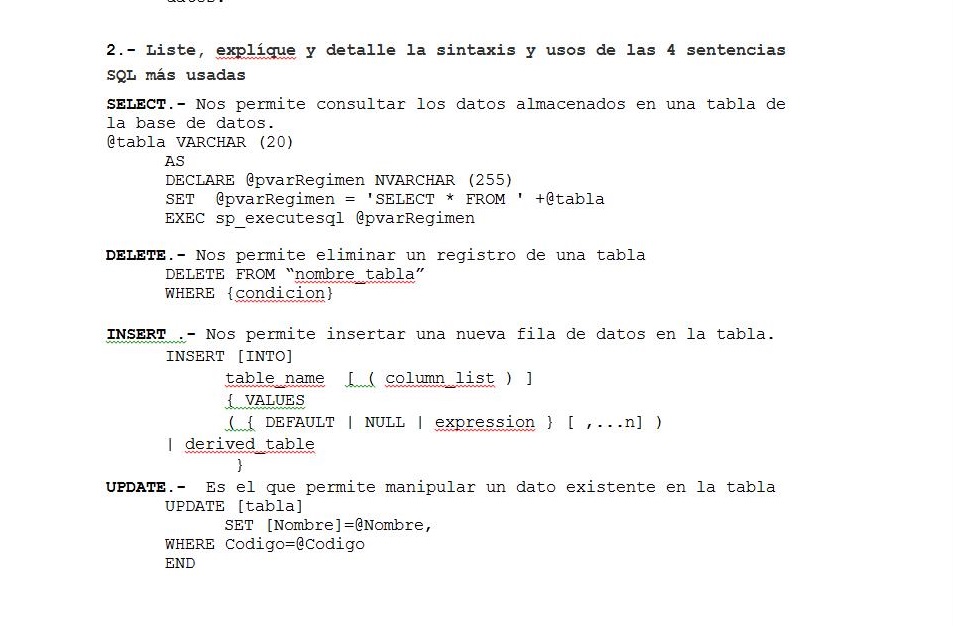 datos.
2.- Liste, explíque y detalle la sintaxis y usos de las 4 sentencias
SQL más usadas
SELECT.- Nos permite consultar los datos almacenados en una tabla de
la base de datos.
@tabla VARCHAR (20)
AS
DECLARE @pvarRegimen NVARCHAR (255)
SET @pvarRegimen = 'SELECT * FROM ' +@tabla
EXEC sp_executesql @pvarRegimen
DELETE.- Nos permite eliminar un registro de una tabla
DELETE FROM “nombre_tabla”
WHERE {condicion}
INSERT .- Nos permite insertar una nueva fila de datos en la tabla.
INSERT [INTO]
table_name [ ( column_list ) ]
{ VALUES
( { DEFAULT | NULL | expression } [ ,...n] )
| derived_table
}
UPDATE.- Es el que permite manipular un dato existente en la tabla
UPDATE [tabla]
SET [Nombre]=@Nombre,
WHERE Codigo=@Codigo
END